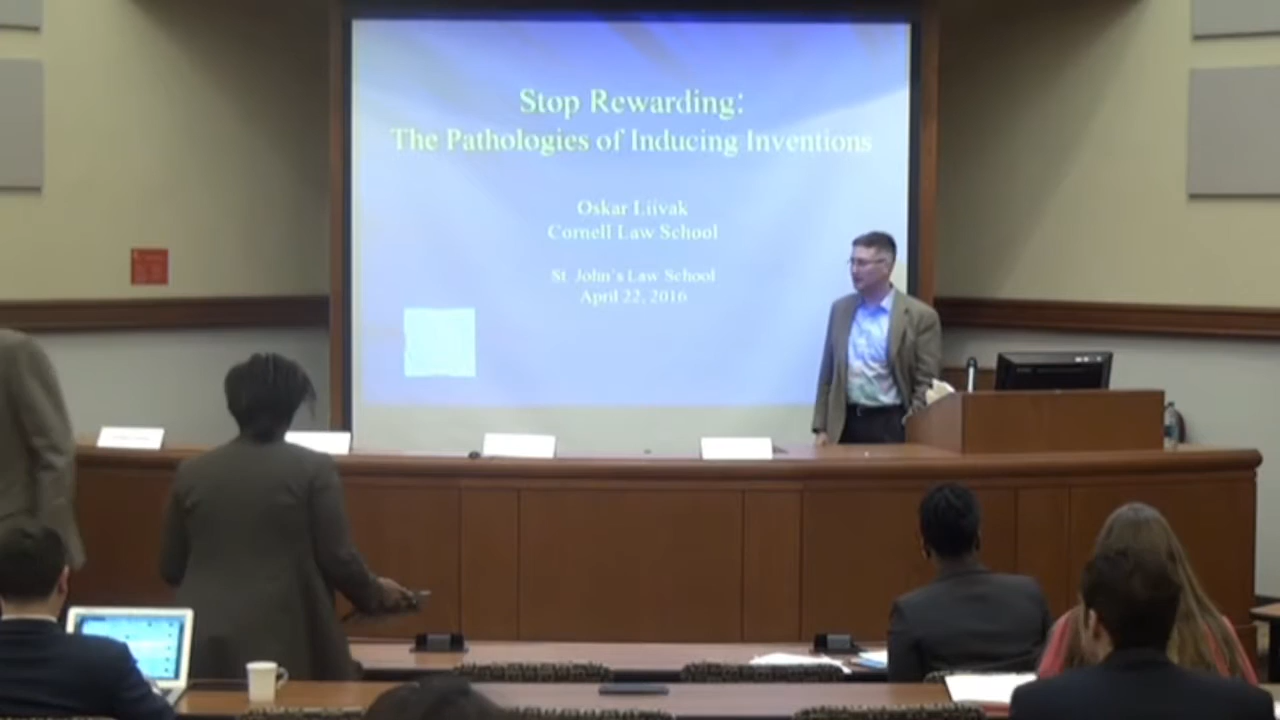 Stop Rewarding:
The Pathologies of Inducing Inventions
Oskar Liivak
Cornell Law School
St. John's Law School
April 22, 2016